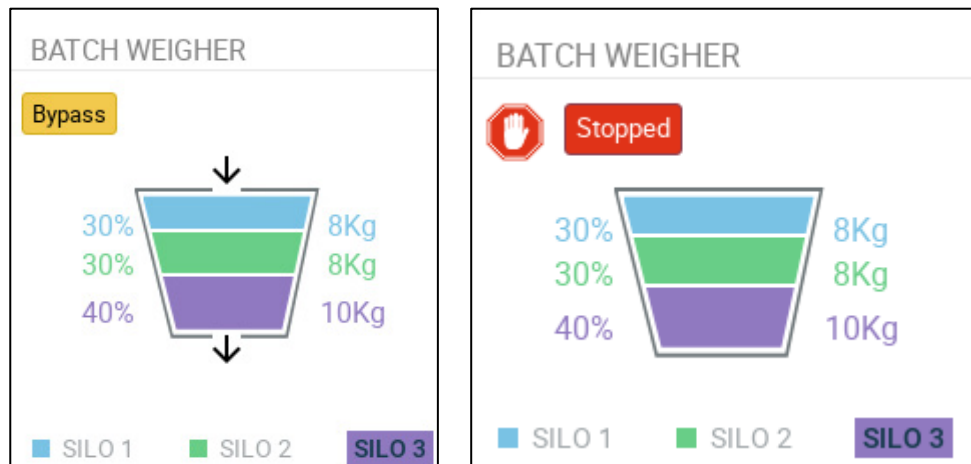 BATCH WEIGHER
Bypass
30% 8Kg
30% 8Kg
40% 10Kg
SILO 1 SILO 2 SILO 3
BATCH WEIGHER
Stopped
30% 8Kg
30% 8Kg
40% 10Kg
SILO 1 SILO 2 SILO 3